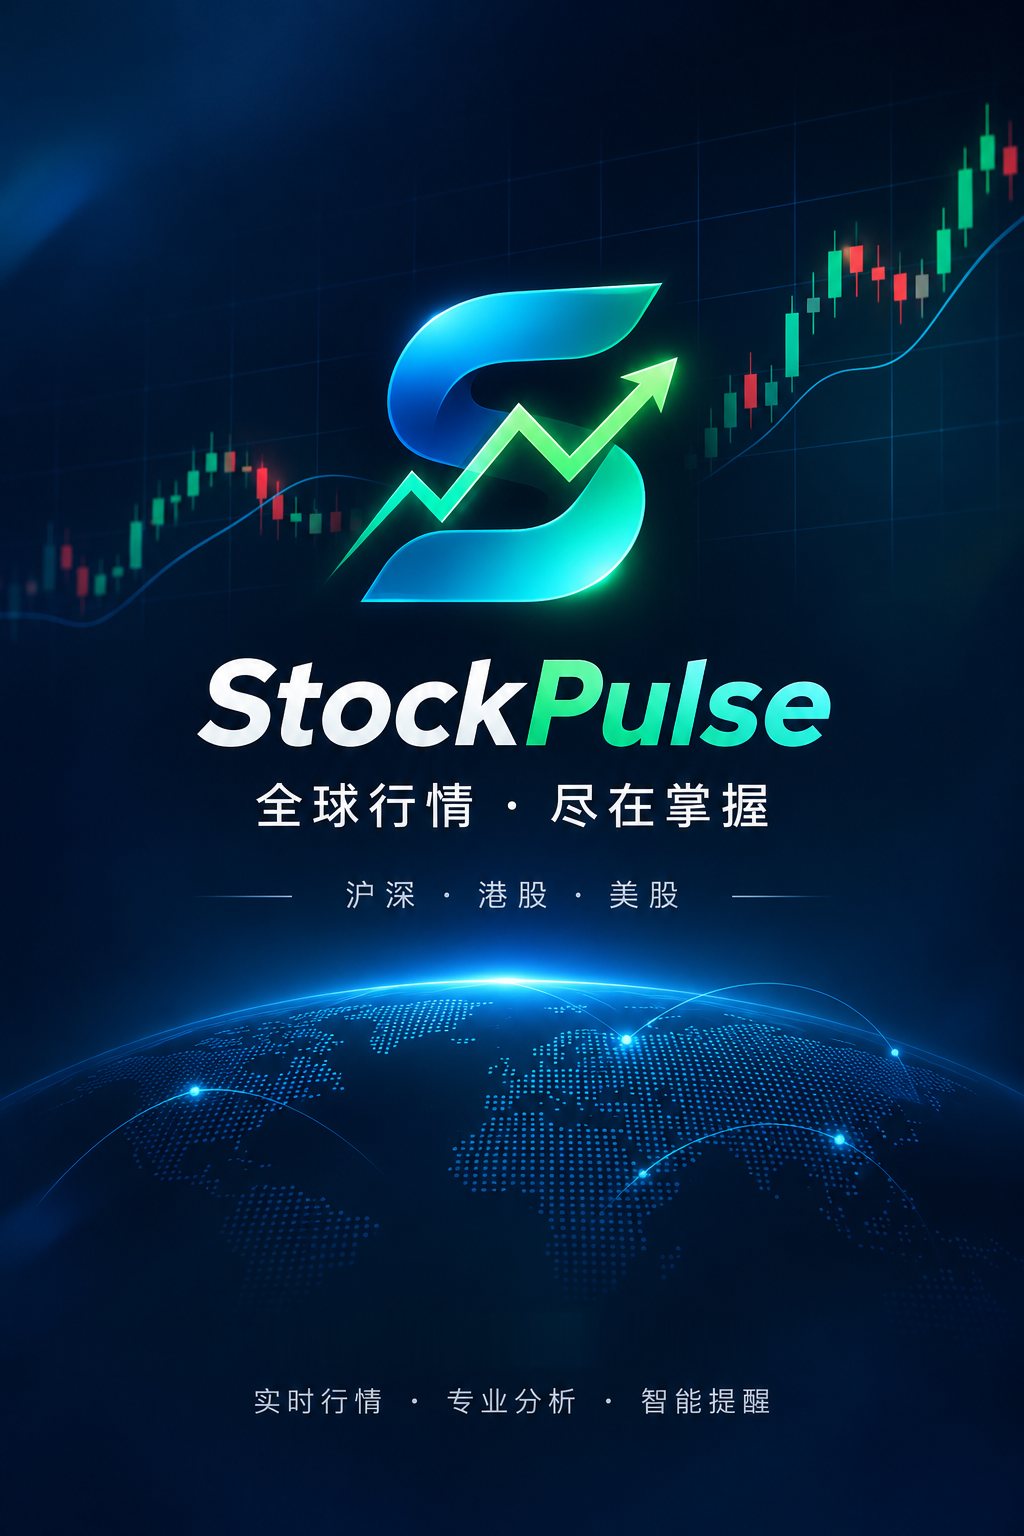 StockPulse
全球行情 · 尽在掌握
沪深 · 港股 · 美股
实时行情 · 专业分析 · 智能提醒